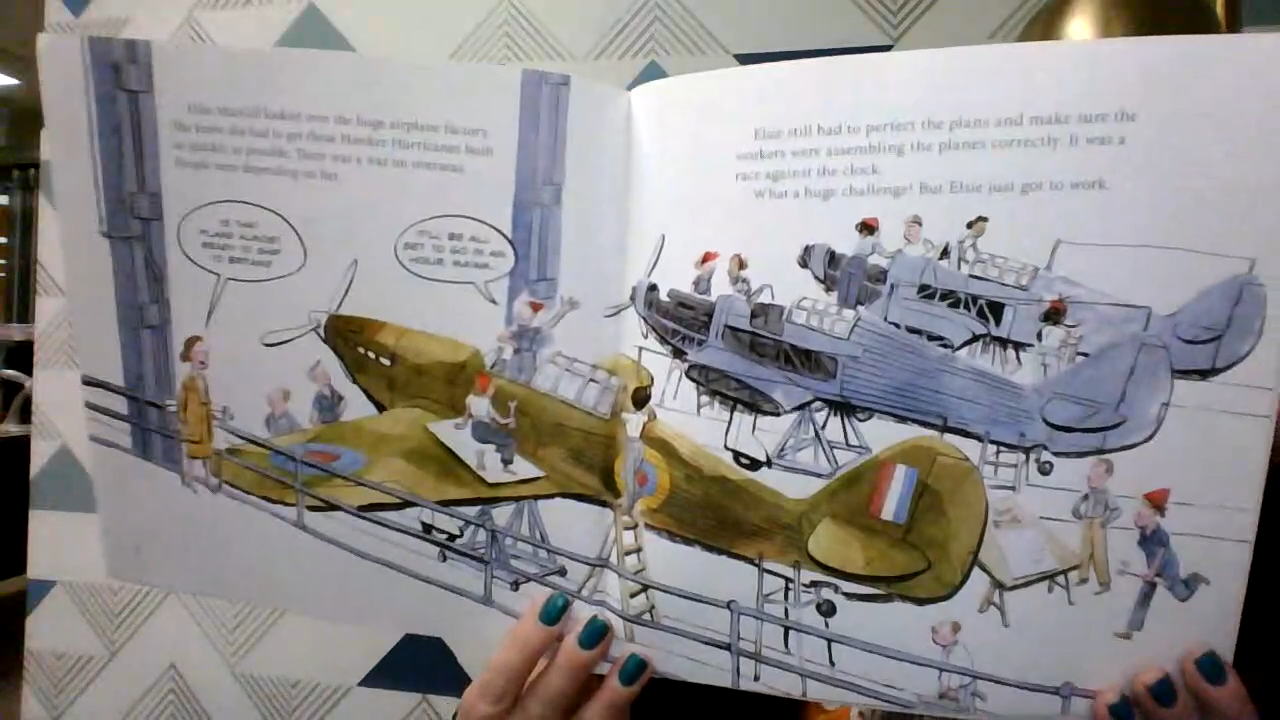 Elsie MacGill looked over the huge airplane factory.
She knew she had to get these Hawker Hurricanes built
as quickly as possible. There was a war on overseas.
People were depending on her.
IS THAT
PLANE ALMOST
READY TO SHIP
TO BRITAIN?
IT'LL BE ALL
SET TO GO IN AN
HOUR, MA'AM.
Elsie still had to perfect the plans and make sure the
workers were assembling the planes correctly. It was a
race against the clock.
What a huge challenge! But Elsie just got to work.